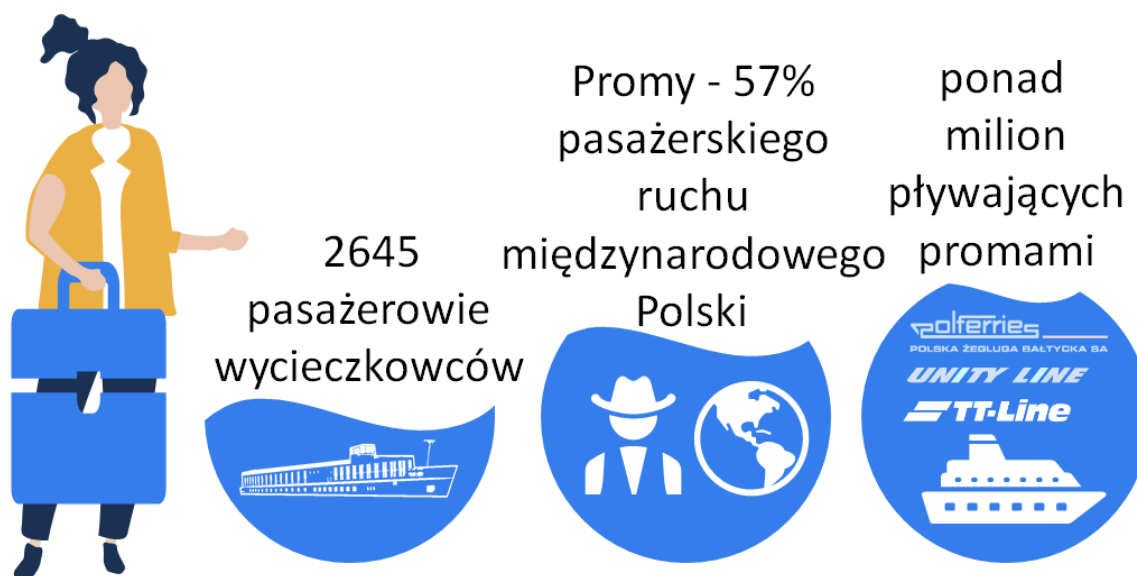 2645
pasażerowie
wycieczkowców
Promy - 57%
pasażerskiego
ruchu
międzynarodowego
Polski
ponad
milion
pływających
promami
polferries
POLSKA ŻEGLUGA BAŁTYCKA SA
UNITY LINE
TT-Line